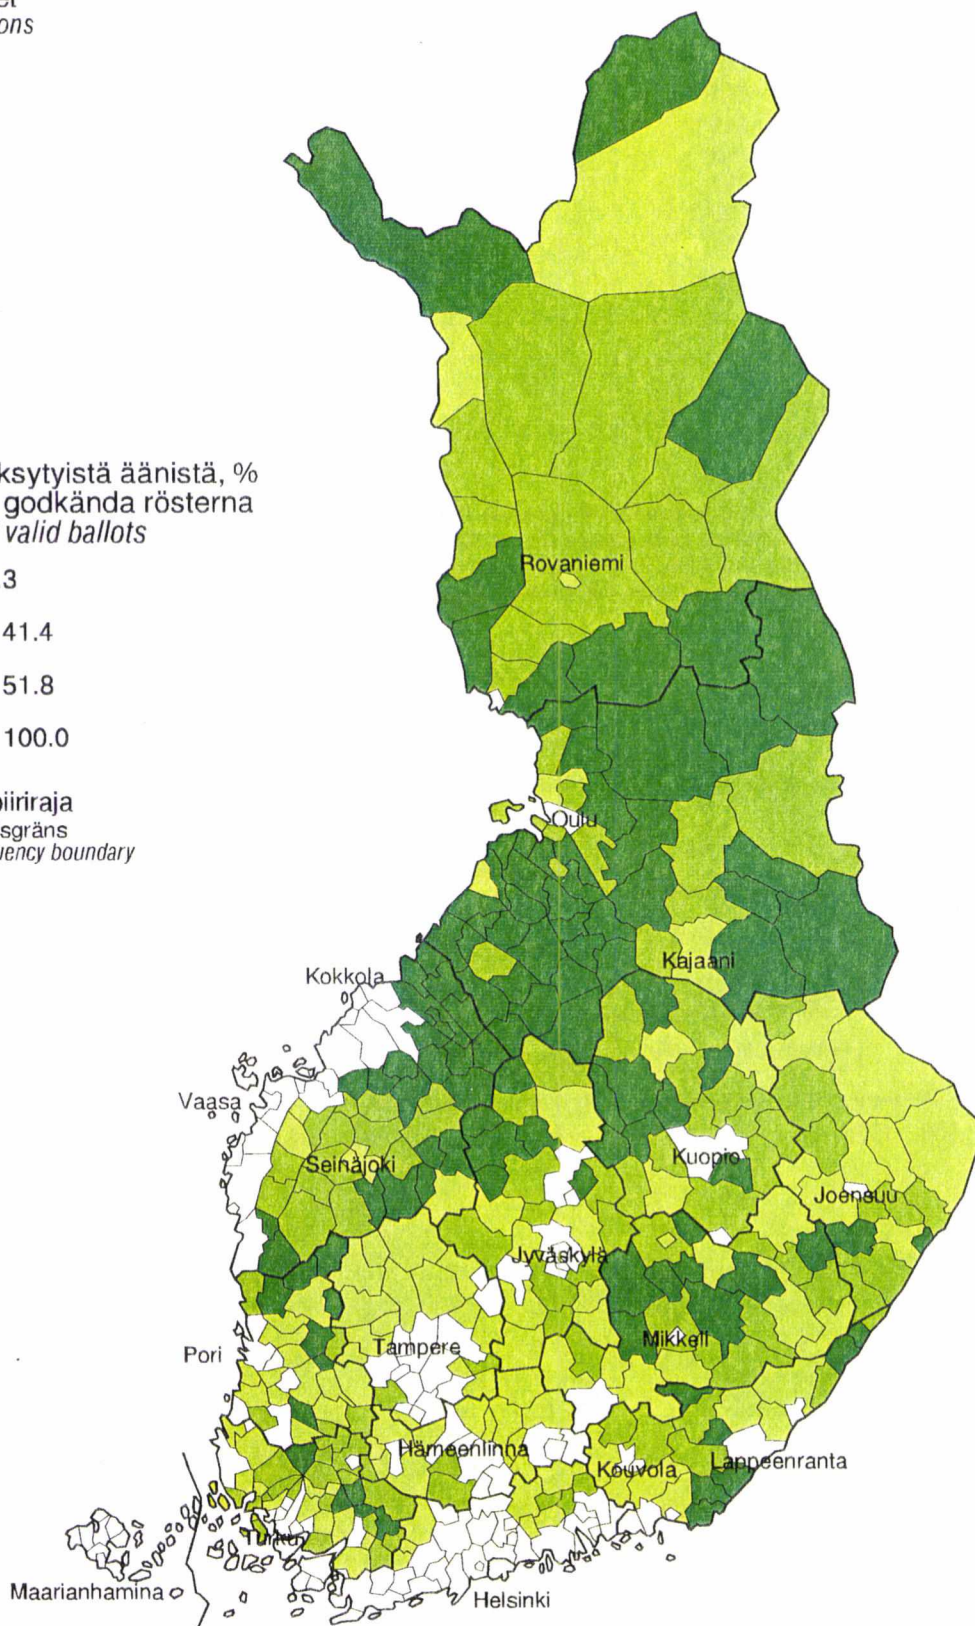 ons
ksytyistä äänistä, %
godkända rösterna
valid ballots
.3
41.4
51.8
100.0
piiriraja
sgräns
uency boundary
Rovaniemi
Oulu
Kajaani
Kokkola
Vaasa
Seinäjoki
Kuopio
Joensuu
Jyväskylä
Mikkeli
Pori
Tampere
Hämeenlinna
Kouvola
Lappeenranta
Turku
Maarianhamina
Helsinki